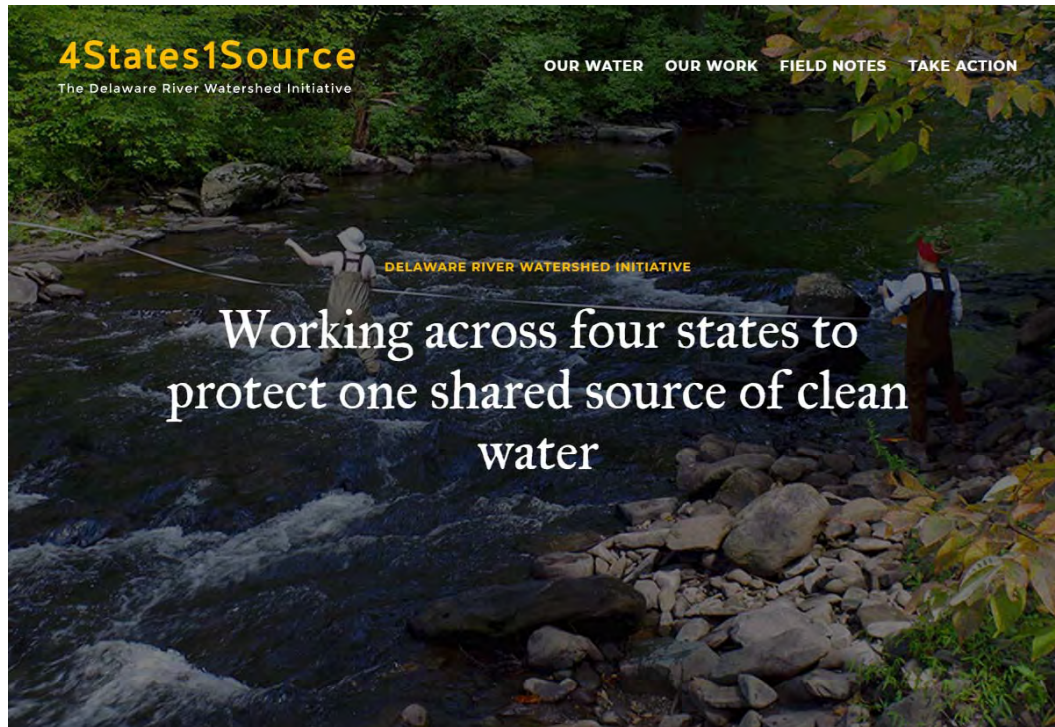 4States1Source
The Delaware River Watershed Initiative
OUR WATER OUR WORK FIELD NOTES TAKE ACTION
DELAWARE RIVER WATERSHED INITIATIVE
Working across four states to
protect one shared source of clean
water